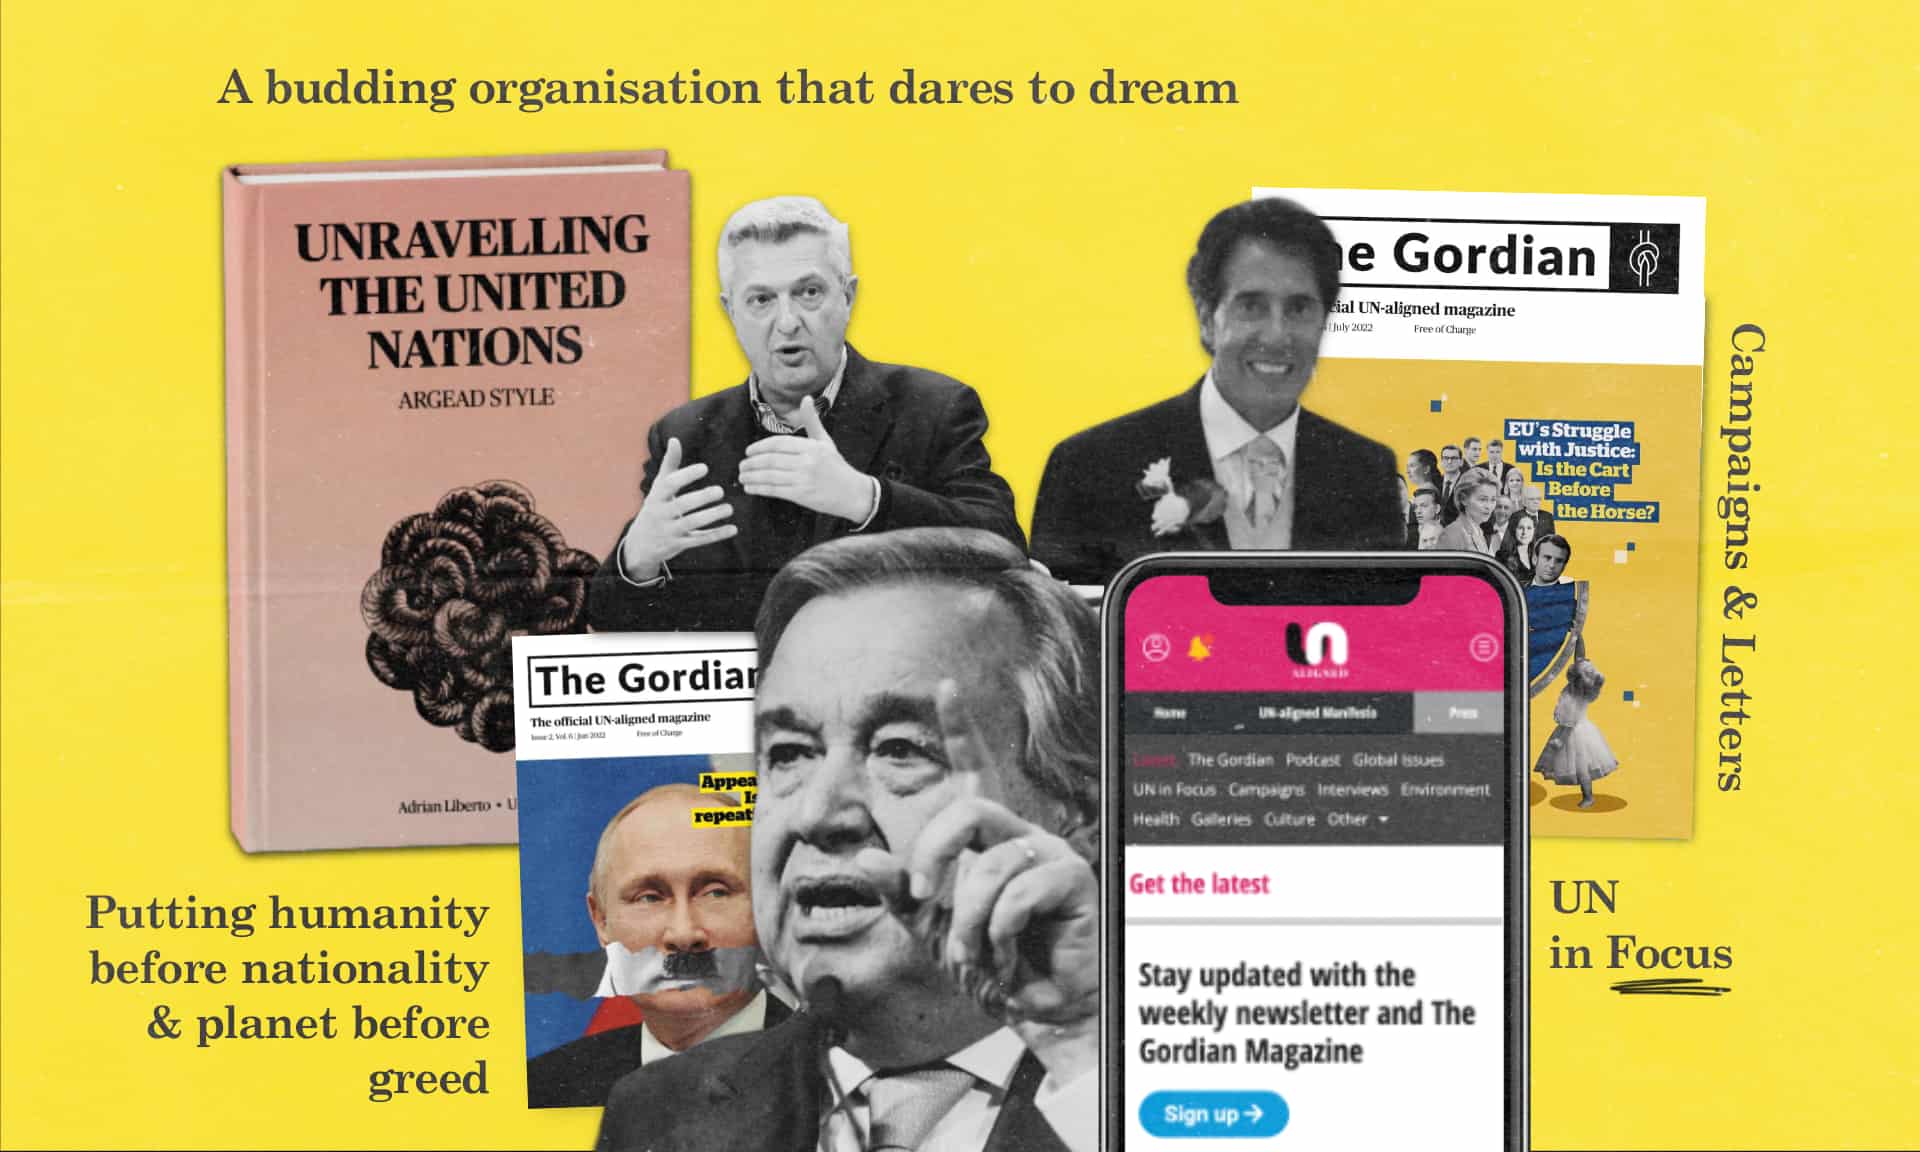 A budding organisation that dares to dream
UNRAVELLING
THE UNITED
NATIONS
ARGEAD STYLE
Adrian Liberto • U
he Gordian
cial UN-aligned magazine
July 2022 Free of Charge
EU's Struggle
with Justice:
Is the Cart
Before
the Horse?
Campaigns & Letters
The Gordian
The official UN-aligned magazine
Issue 2, Vol. 6 | Jun 2022 Free of Charge
Appea
Is
repeat
un
ALIGNED
Home UN-aligned Manifesto Press
Latest The Gordian Podcast Global Issues
UN in Focus Campaigns Interviews Environment
Health Galleries Culture Other
Get the latest
Stay updated with the
weekly newsletter and The
Gordian Magazine
Sign up →
Putting humanity
before nationality
& planet before
greed
UN
in Focus